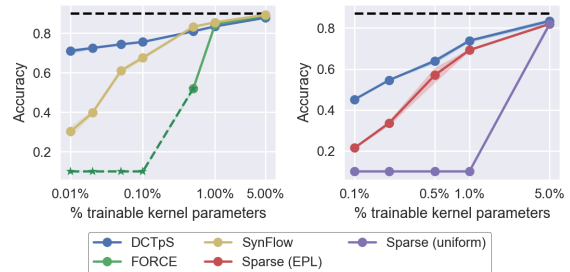 0.8
0.6
0.4
0.2
Accuracy
0.01%
0.10%
1.00%
5.00%
% trainable kernel parameters
0.8
0.6
0.4
0.2
Accuracy
0.1%
0.5%
1.0%
5.0%
% trainable kernel parameters
DCTpS
SynFlow
Sparse (uniform)
FORCE
Sparse (EPL)